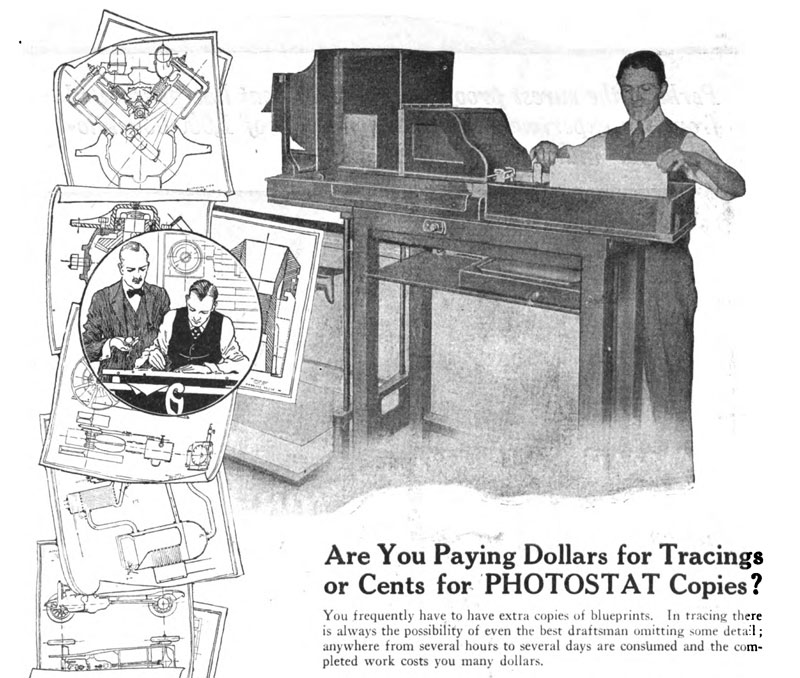 Are You Paying Dollars for Tracings
or Cents for PHOTOSTAT Copies?
You frequently have to have extra copies of blueprints. In tracing there
is always the possibility of even the best draftsman omitting some detail;
anywhere from several hours to several days are consumed and the com-
pleted work costs you many dollars.